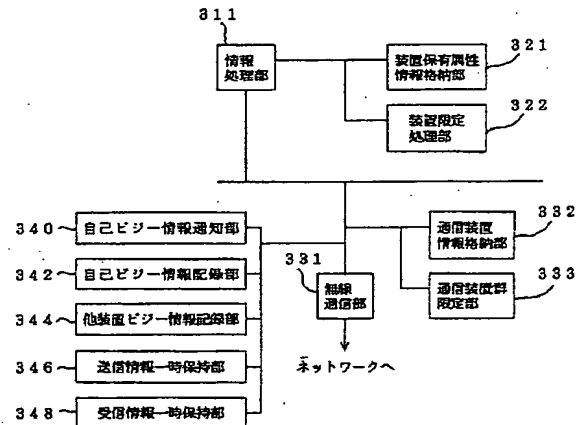 311
情報
処理部
装置保有属性
情報格納部
321
装置限定
処理部
322
340
自己ビジー情報通知部
342
自己ビジー情報記録部
344
他装置ビジー情報記録部
346
送信情報一時保持部
348
受信情報一時保持部
331
無線
通信部
ネットワークへ
通信装置
情報格納部
332
通信装置群
限定部
333